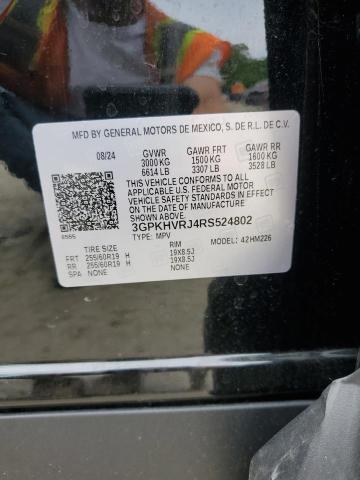 MFD BY GENERAL MOTORS DE MEXICO, S. DE R.L. DE C.V.
08/24 GVWR GAWR FRT GAWR RR
3000 KG 1500 KG 1600 KG
6614 LB 3307 LB 3528 LB
THIS VEHICLE CONFORMS TO ALL
APPLICABLE U.S. FEDERAL MOTOR
VEHICLE SAFETY STANDARDS IN EFFECT
ON THE DATE OF MANUFACTURE
SHOWN ABOVE.
3GPKHVRJ4RS524802
TYPE: MPV MODEL: 42HM226
TIRE SIZE RIM
FRT 255/60R19 H 19X8.5J
RR 255/60R19 H 19X8.5J
SPA NONE NONE